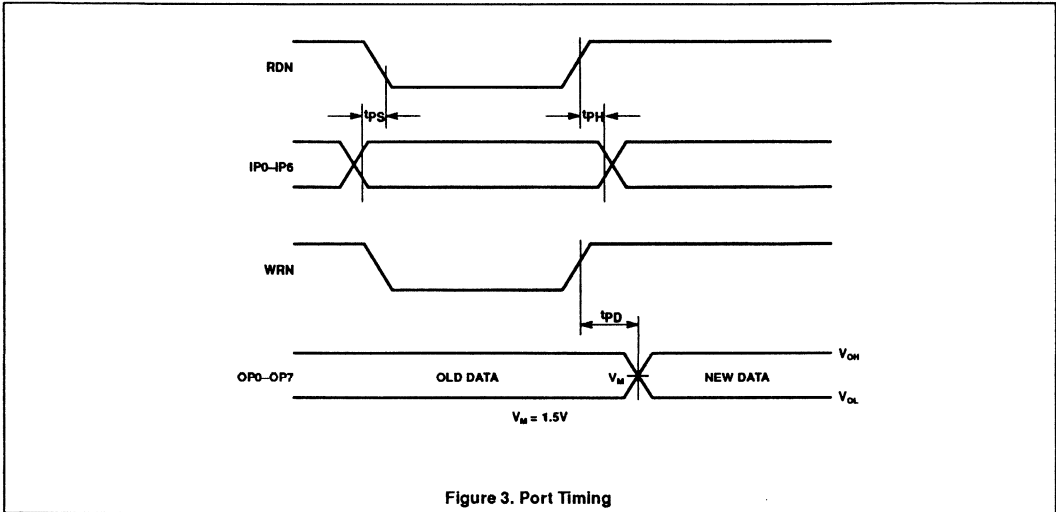 RDN
tPS
tPH
IP0–IP6
WRN
tPD
VOH
OP0–OP7 OLD DATA VM NEW DATA
VOL
VM = 1.5V
Figure 3. Port Timing